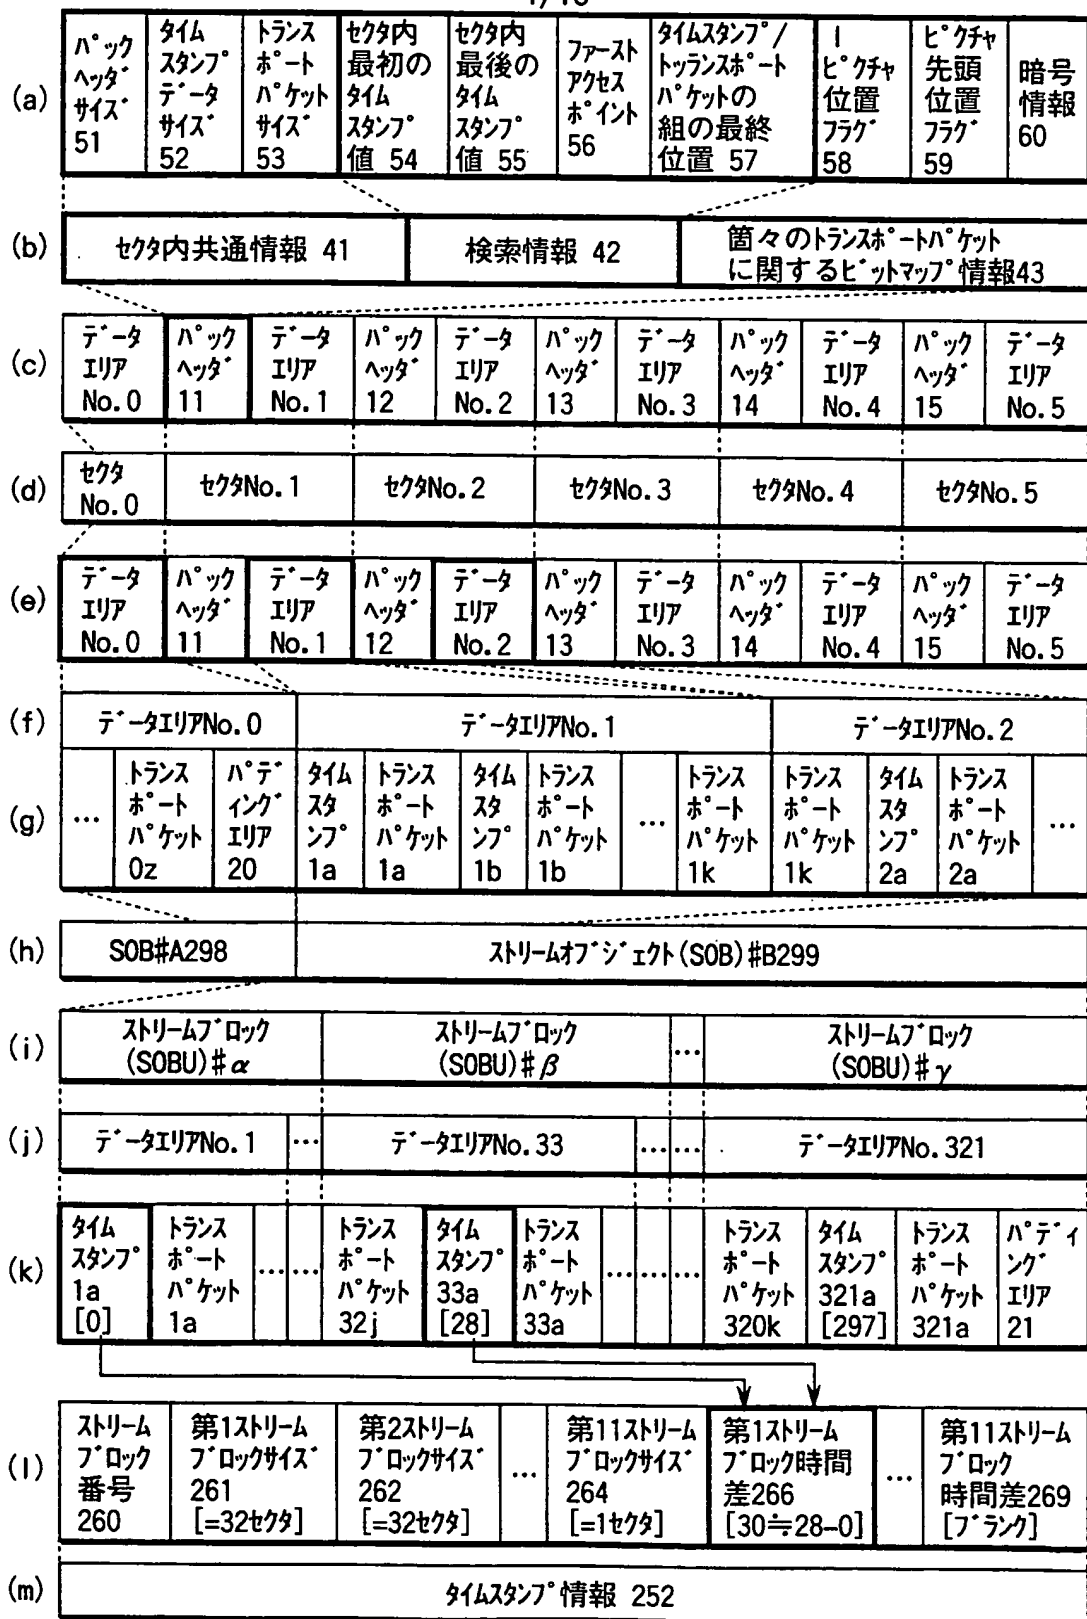 (a)
パック
ヘッダ
サイズ
51
タイム
スタンプ
データ
サイズ
52
トランス
ポート
パケット
サイズ
53
セクタ内
最初の
タイム
スタンプ
値 54
セクタ内
最後の
タイム
スタンプ
値 55
ファースト
アクセス
ポイント
56
タイムスタンプ/
トッランスポート
パケットの
組の最終
位置 57
I
ピクチャ
位置
フラグ
58
ピクチャ
先頭
位置
フラグ
59
暗号
情報
60
(b)
セクタ内共通情報 41
検索情報 42
箇々のトランスポートパケット
に関するビットマップ情報43
(c)
データ
エリア
No.0
パック
ヘッダ
11
データ
エリア
No.1
パック
ヘッダ
12
データ
エリア
No.2
パック
ヘッダ
13
データ
エリア
No.3
パック
ヘッダ
14
データ
エリア
No.4
パック
ヘッダ
15
データ
エリア
No.5
(d)
セクタ
No.0
セクタNo.1
セクタNo.2
セクタNo.3
セクタNo.4
セクタNo.5
(e)
データ
エリア
No.0
パック
ヘッダ
11
データ
エリア
No.1
パック
ヘッダ
12
データ
エリア
No.2
パック
ヘッダ
13
データ
エリア
No.3
パック
ヘッダ
14
データ
エリア
No.4
パック
ヘッダ
15
データ
エリア
No.5
(f)
データエリアNo.0
データエリアNo.1
データエリアNo.2
(g)
…
トランス
ポート
パケット
0z
パデ
ィング
エリア
20
タイム
スタ
ンプ
1a
トランス
ポート
パケット
1a
タイム
スタ
ンプ
1b
トランス
ポート
パケット
1b
…
トランス
ポート
パケット
1k
トランス
ポート
パケット
1k
タイム
スタ
ンプ
2a
トランス
ポート
パケット
2a
…
(h)
SOB#A298
ストリームオブジェクト(SOB)#B299
(i)
ストリームブロック
(SOBU)#α
ストリームブロック
(SOBU)#β
…
ストリームブロック
(SOBU)#γ
(j)
データエリアNo.1
…
データエリアNo.33
……
データエリアNo.321
(k)
タイム
スタンプ
1a
[0]
トランス
ポート
パケット
1a
……
トランス
ポート
パケット
32j
タイム
スタンプ
33a
[28]
トランス
ポート
パケット
33a
………
トランス
ポート
パケット
320k
タイム
スタンプ
321a
[297]
トランス
ポート
パケット
321a
パディ
ング
エリア
21
(l)
ストリーム
ブロック
番号
260
第1ストリーム
ブロックサイズ
261
[=32セクタ]
第2ストリーム
ブロックサイズ
262
[=32セクタ]
…
第11ストリーム
ブロックサイズ
264
[=1セクタ]
第1ストリーム
ブロック時間
差266
[30≒28-0]
…
第11ストリーム
ブロック
時間差269
[ブランク]
(m)
タイムスタンプ情報 252